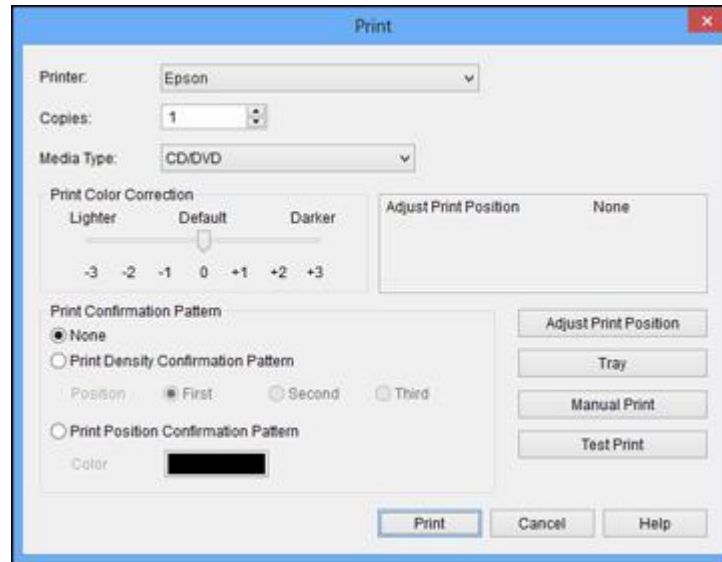 Print
Printer: Epson
Copies: 1
Media Type: CD/DVD
Print Color Correction
Lighter Default Darker
-3 -2 -1 0 +1 +2 +3
Adjust Print Position None
Print Confirmation Pattern
None
Print Density Confirmation Pattern
Position First Second Third
Print Position Confirmation Pattern
Color
Adjust Print Position
Tray
Manual Print
Test Print
Print Cancel Help